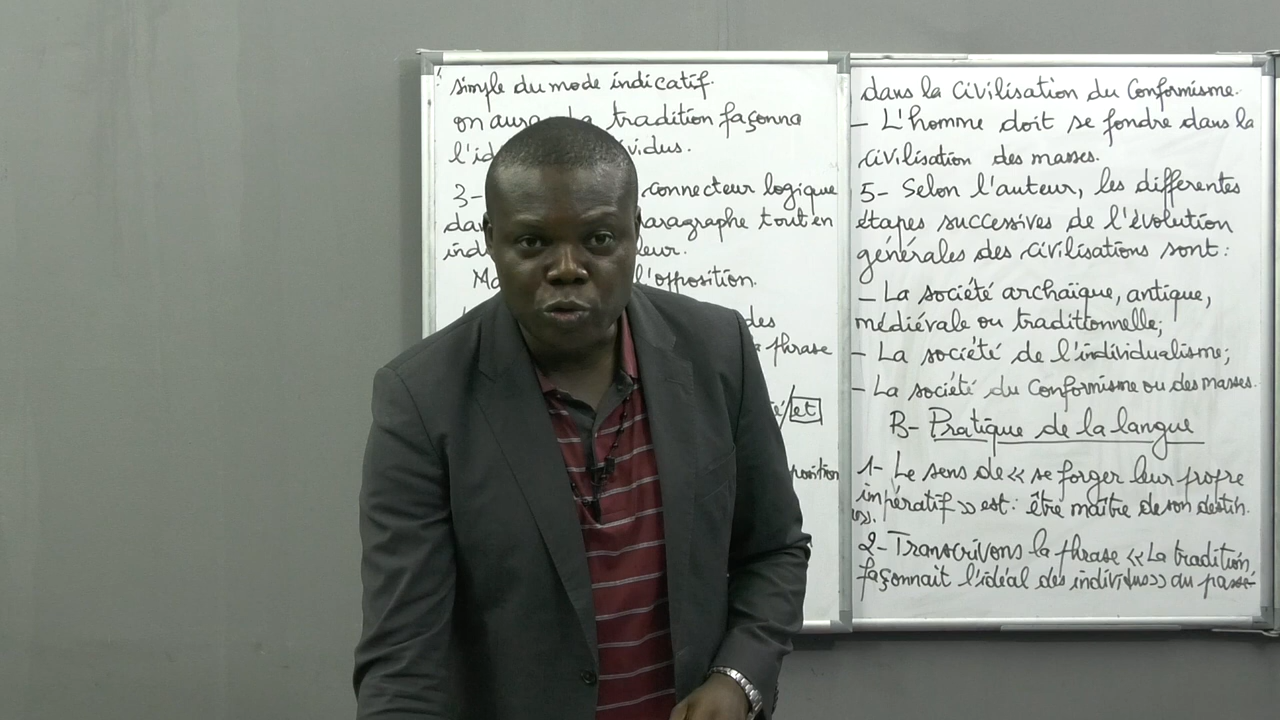 simple du mode indicatif.
on aura la tradition façonna
l'id vidus.
3- connecteur logique
dan aragraphe tout en
ind leur.
Ma l'opposition.
des
phrase
et
position
dans la civilisation du Conformisme.
- L'homme doit se fondre dans la
civilisation des masses.
5- Selon l'auteur, les differentes
étapes successives de l'évolution
générales des civilisations sont:
- La société archaïque, antique,
médiévale ou traditionnelle;
- La société de l'individualisme;
- La société du Conformisme ou des masses.
B- Pratique de la langue
1- Le sens de « se forger leur propre
impératif » est: être maître de son destin.
2- Transcrivons la phrase « La tradition
façonnait l'idéal des individus » au passé